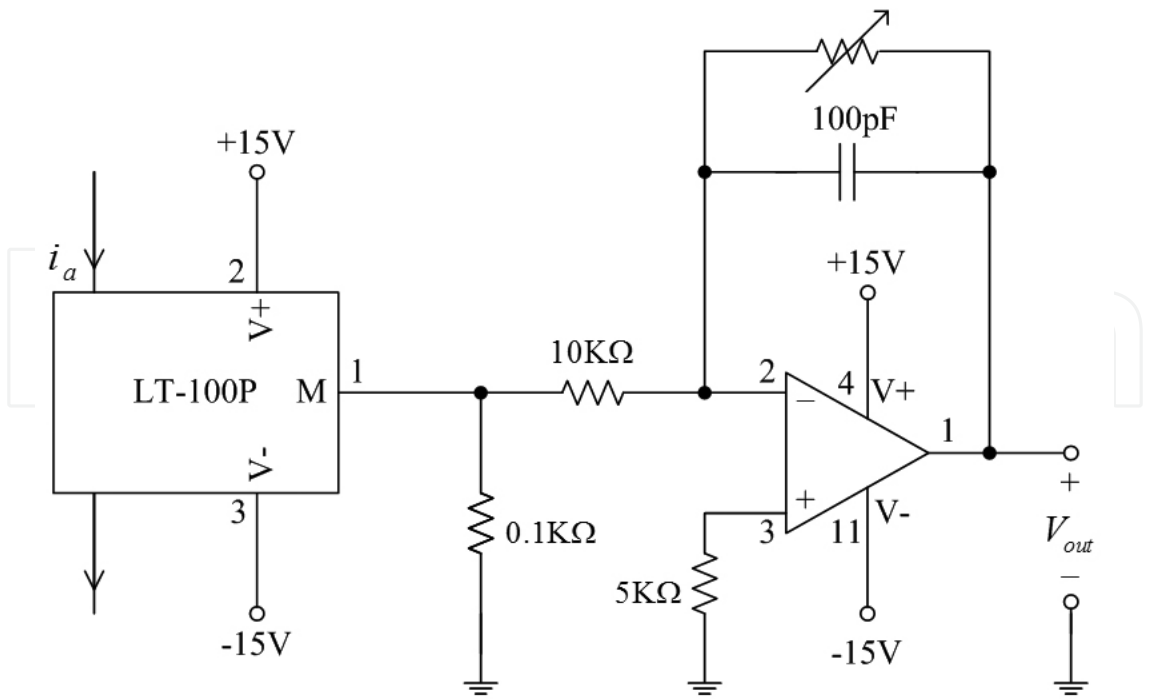 100pF
+15V
i a
2
V+
+15V
LT-100P
M
1
10KΩ
2
4
V+
−
1
V-
3
+
3
11
V-
0.1KΩ
5KΩ
+
V out
−
-15V
-15V